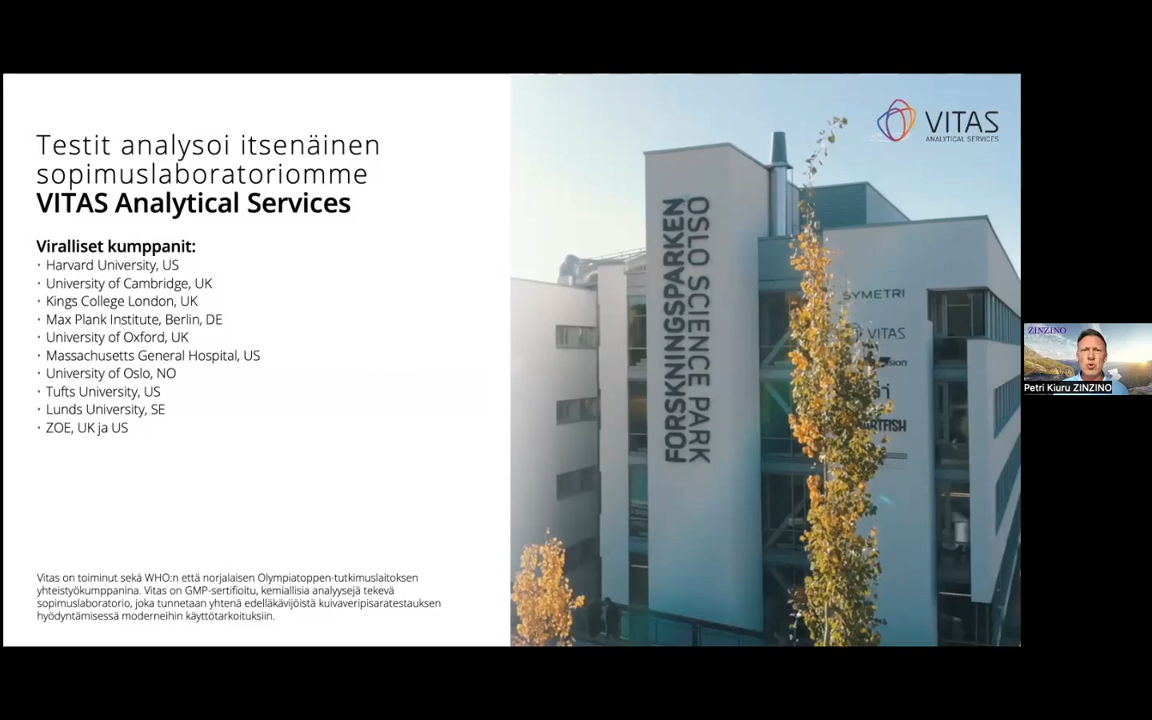 Testit analysoi itsenäinen
sopimuslaboratoriomme
VITAS Analytical Services
Viralliset kumppanit:
· Harvard University, US
· University of Cambridge, UK
· Kings College London, UK
· Max Plank Institute, Berlin, DE
· University of Oxford, UK
· Massachusetts General Hospital, US
· University of Oslo, NO
· Tufts University, US
· Lunds University, SE
· ZOE, UK ja US
Vitas on toiminut sekä WHO:n että norjalaisen Olympiatoppen-tutkimuslaitoksen
yhteistyökumppanina. Vitas on GMP-sertifioitu, kemiallisia analyysejä tekevä
sopimuslaboratorio, joka tunnetaan yhtenä edelläkävijöistä kuivaveripisaratestauksen
hyödyntämisessä moderneihin käyttötarkoituksiin.
VITAS
ANALYTICAL SERVICES
FORSKNINGSPARKEN
OSLO SCIENCE PARK
SYMETRI
VITAS
ZINZINO
Petri Kiuru ZINZINO